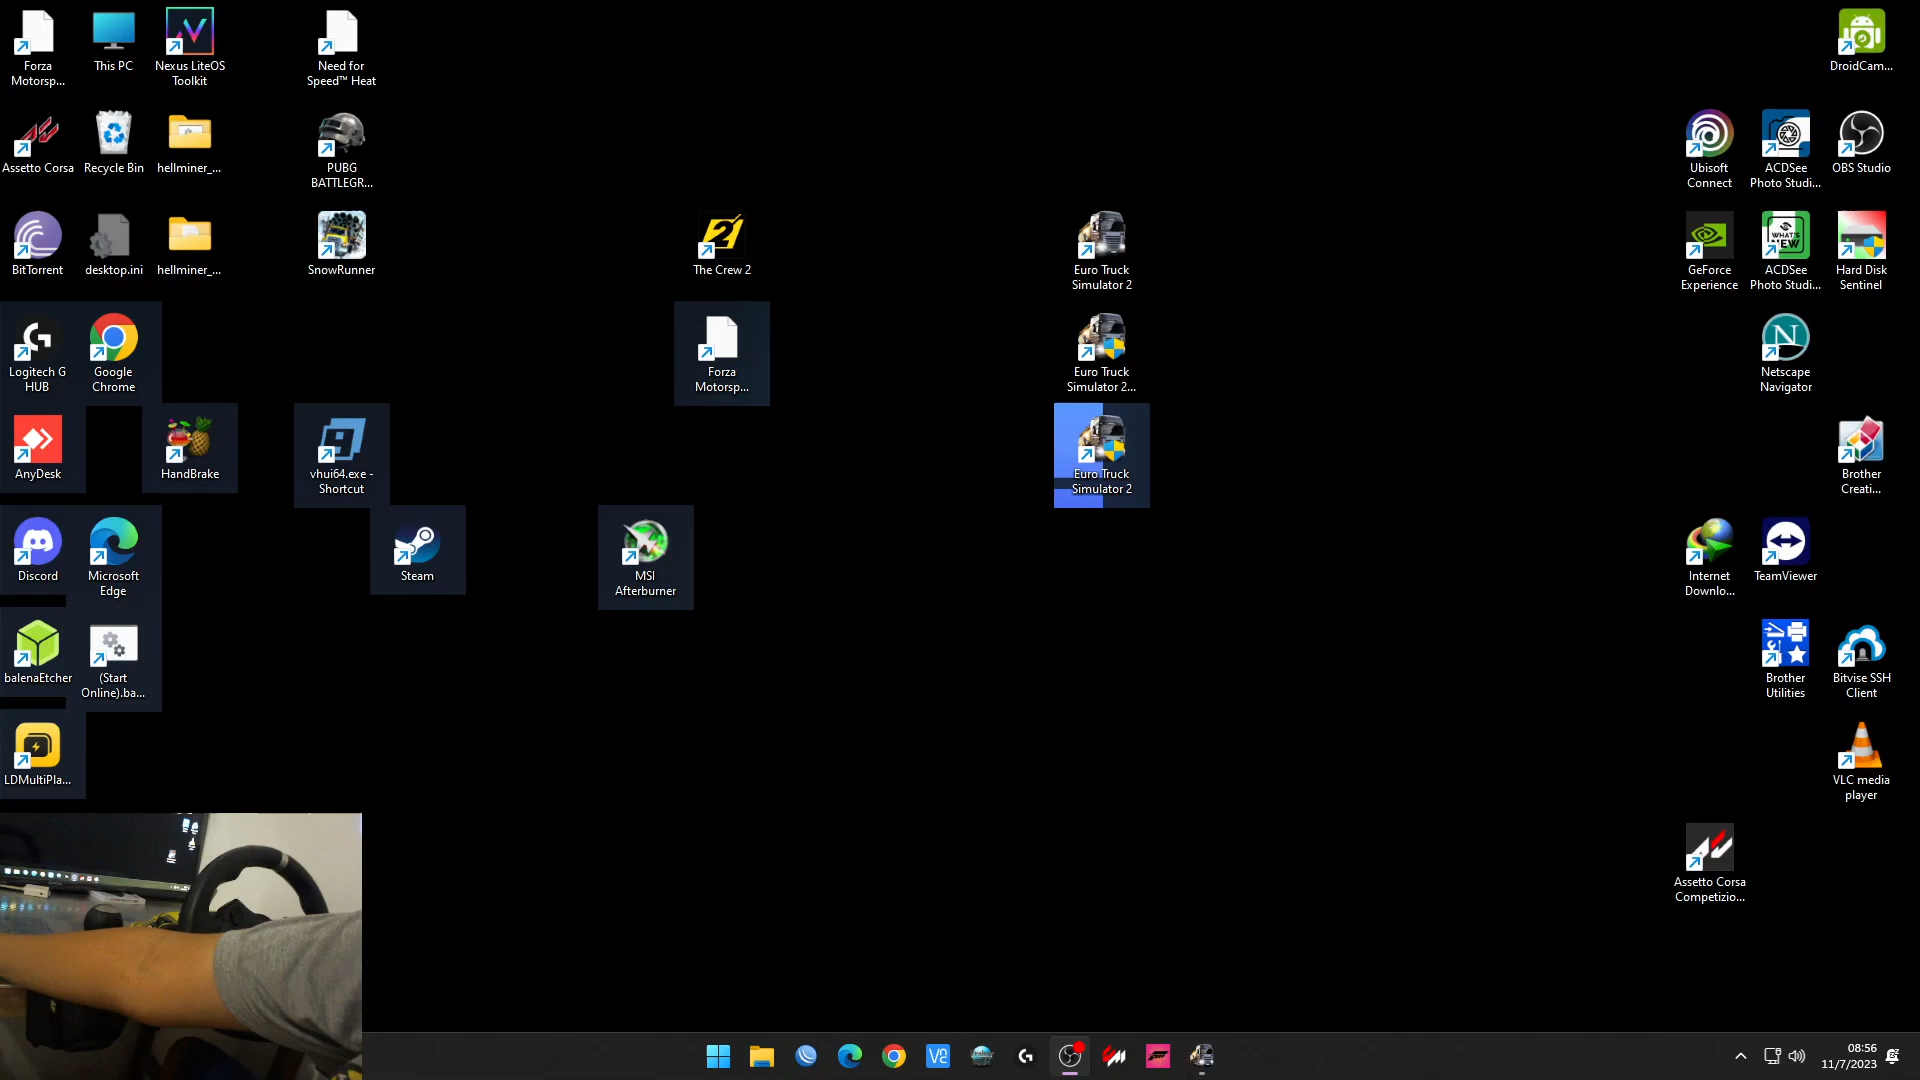 Forza
Motorsp...
This PC
Nexus LiteOS
Toolkit
Need for
Speed™ Heat
DroidCam...
Assetto Corsa
Recycle Bin
hellminer_...
PUBG
BATTLEGR...
Ubisoft
Connect
ACDSee
Photo Studi...
OBS Studio
BitTorrent
desktop.ini
hellminer_...
SnowRunner
The Crew 2
Euro Truck
Simulator 2
GeForce
Experience
WHAT'S
NEW
ACDSee
Photo Studi...
Hard Disk
Sentinel
Logitech G
HUB
Google
Chrome
Forza
Motorsp...
Euro Truck
Simulator 2...
Netscape
Navigator
AnyDesk
HandBrake
vhui64.exe -
Shortcut
Euro Truck
Simulator 2
Brother
Creati...
Discord
Microsoft
Edge
Steam
MSI
Afterburner
Internet
Downlo...
TeamViewer
balenaEtcher
(Start
Online).ba...
Brother
Utilities
Bitvise SSH
Client
LDMultiPla...
VLC media
player
Assetto Corsa
Competizio...
08:56
11/7/2023